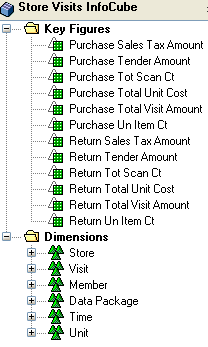 Store Visits InfoCube
Key Figures
Purchase Sales Tax Amount
Purchase Tender Amount
Purchase Tot Scan Ct
Purchase Total Unit Cost
Purchase Total Visit Amount
Purchase Un Item Ct
Return Sales Tax Amount
Return Tender Amount
Return Tot Scan Ct
Return Total Unit Cost
Return Total Visit Amount
Return Un Item Ct
Dimensions
Store
Visit
Member
Data Package
Time
Unit